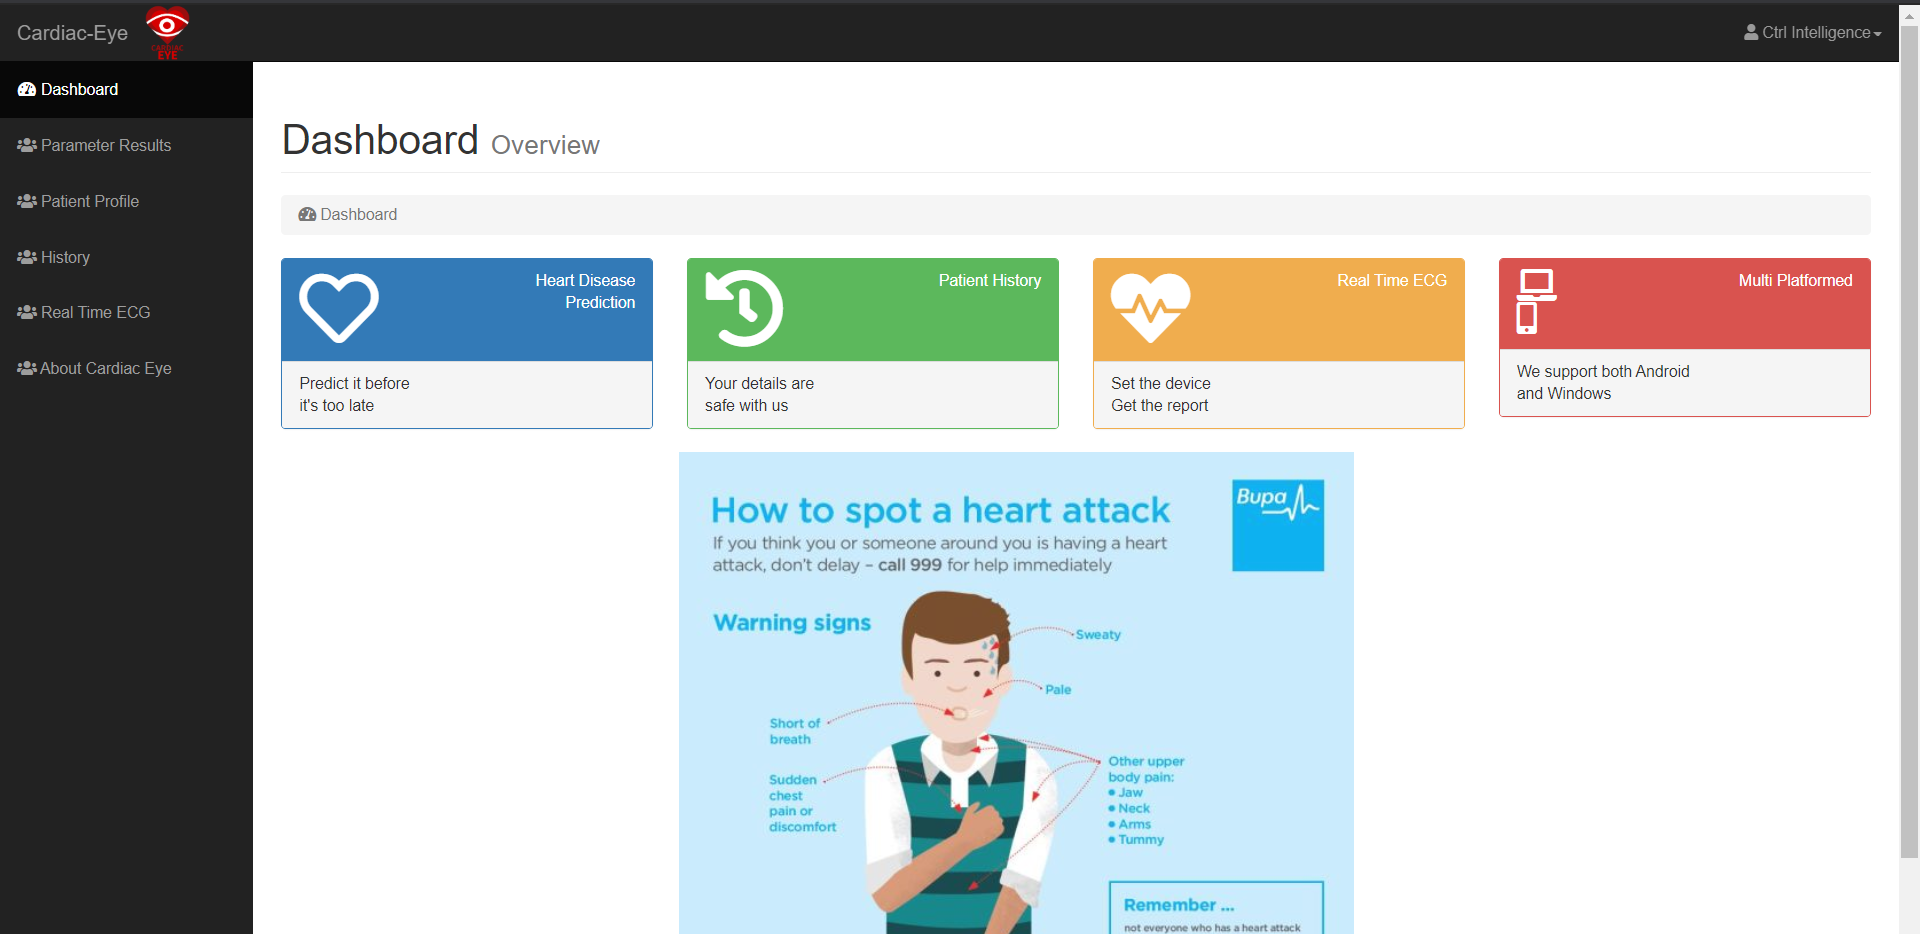 Cardiac-Eye
CARDIAC
EYE
Ctrl Intelligence
Dashboard
Parameter Results
Patient Profile
History
Real Time ECG
About Cardiac Eye
Dashboard Overview
Dashboard
Heart Disease
Prediction
Predict it before
it's too late
Patient History
Your details are
safe with us
Real Time ECG
Set the device
Get the report
Multi Platformed
We support both Android
and Windows
How to spot a heart attack
If you think you or someone around you is having a heart
attack, don't delay – call 999 for help immediately
Bupa
Warning signs
Sweaty
Pale
Short of
breath
Sudden
chest
pain or
discomfort
Other upper
body pain:
• Jaw
• Neck
• Arms
• Tummy
Remember ...
not everyone who has a heart attack